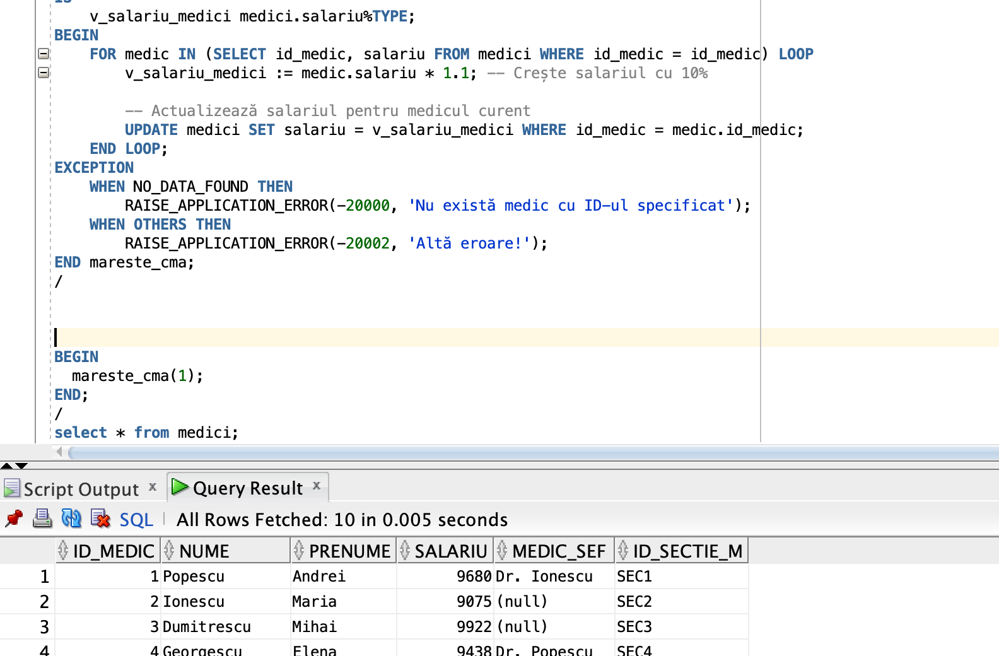 IS
    v_salariu_medici medici.salariu%TYPE;
BEGIN
    FOR medic IN (SELECT id_medic, salariu FROM medici WHERE id_medic = id_medic) LOOP
        v_salariu_medici := medic.salariu * 1.1; -- Crește salariul cu 10%
        -- Actualizează salariul pentru medicul curent
        UPDATE medici SET salariu = v_salariu_medici WHERE id_medic = medic.id_medic;
    END LOOP;
EXCEPTION
    WHEN NO_DATA_FOUND THEN
        RAISE_APPLICATION_ERROR(-20000, 'Nu există medic cu ID-ul specificat');
    WHEN OTHERS THEN
        RAISE_APPLICATION_ERROR(-20002, 'Altă eroare!');
END mareste_cma;
/
BEGIN
  mareste_cma(1);
END;
/
select * from medici;
Script Output x Query Result x
SQL | All Rows Fetched: 10 in 0.005 seconds
ID_MEDIC NUME PRENUME SALARIU MEDIC_SEF ID_SECTIE_M
1 1 Popescu Andrei 9680 Dr. Ionescu SEC1
2 2 Ionescu Maria 9075 (null) SEC2
3 3 Dumitrescu Mihai 9922 (null) SEC3
4 4 Georgescu Elena 9438 Dr. Popescu SEC4